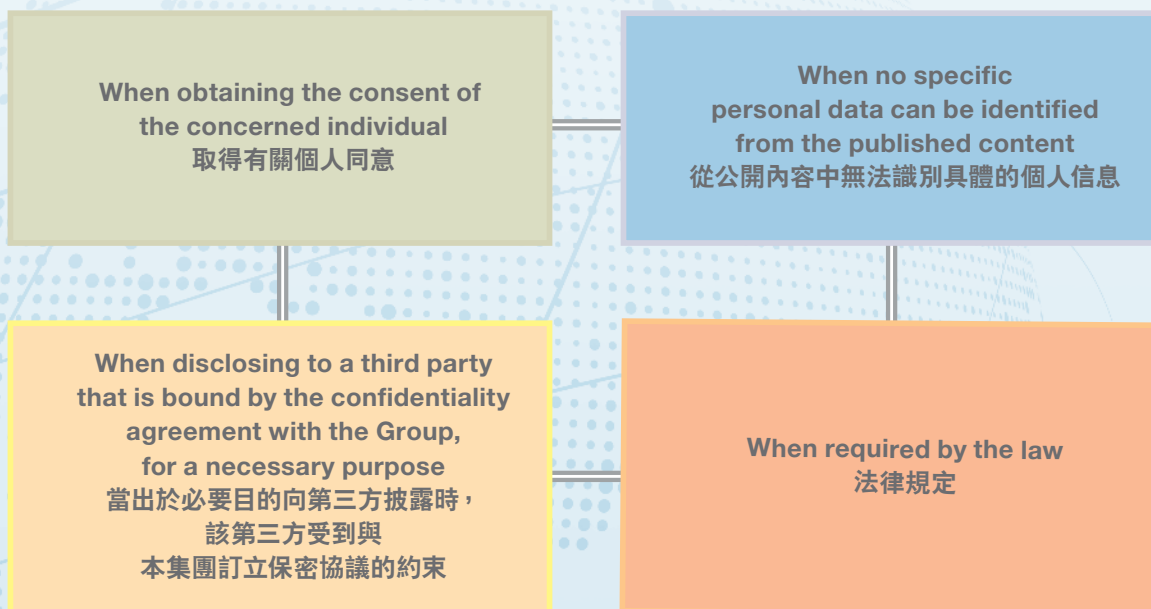 When obtaining the consent of
the concerned individual
取得有關個人同意
When no specific
personal data can be identified
from the published content
從公開內容中無法識別具體的個人信息
When disclosing to a third party
that is bound by the confidentiality
agreement with the Group,
for a necessary purpose
當出於必要目的向第三方披露時，
該第三方受到與
本集團訂立保密協議的約束
When required by the law
法律規定